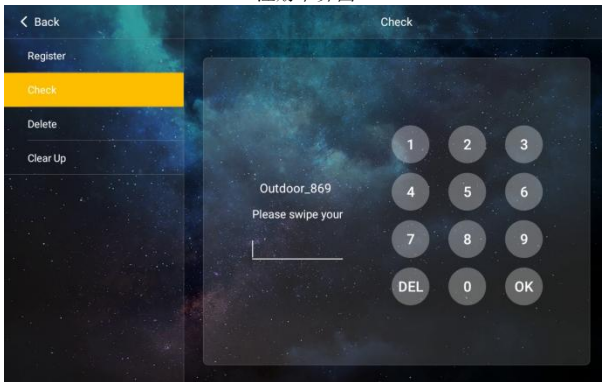 Back
Check
Register
Check
Delete
Clear Up
Outdoor_869
Please swipe your
1 2 3
4 5 6
7 8 9
DEL 0 OK